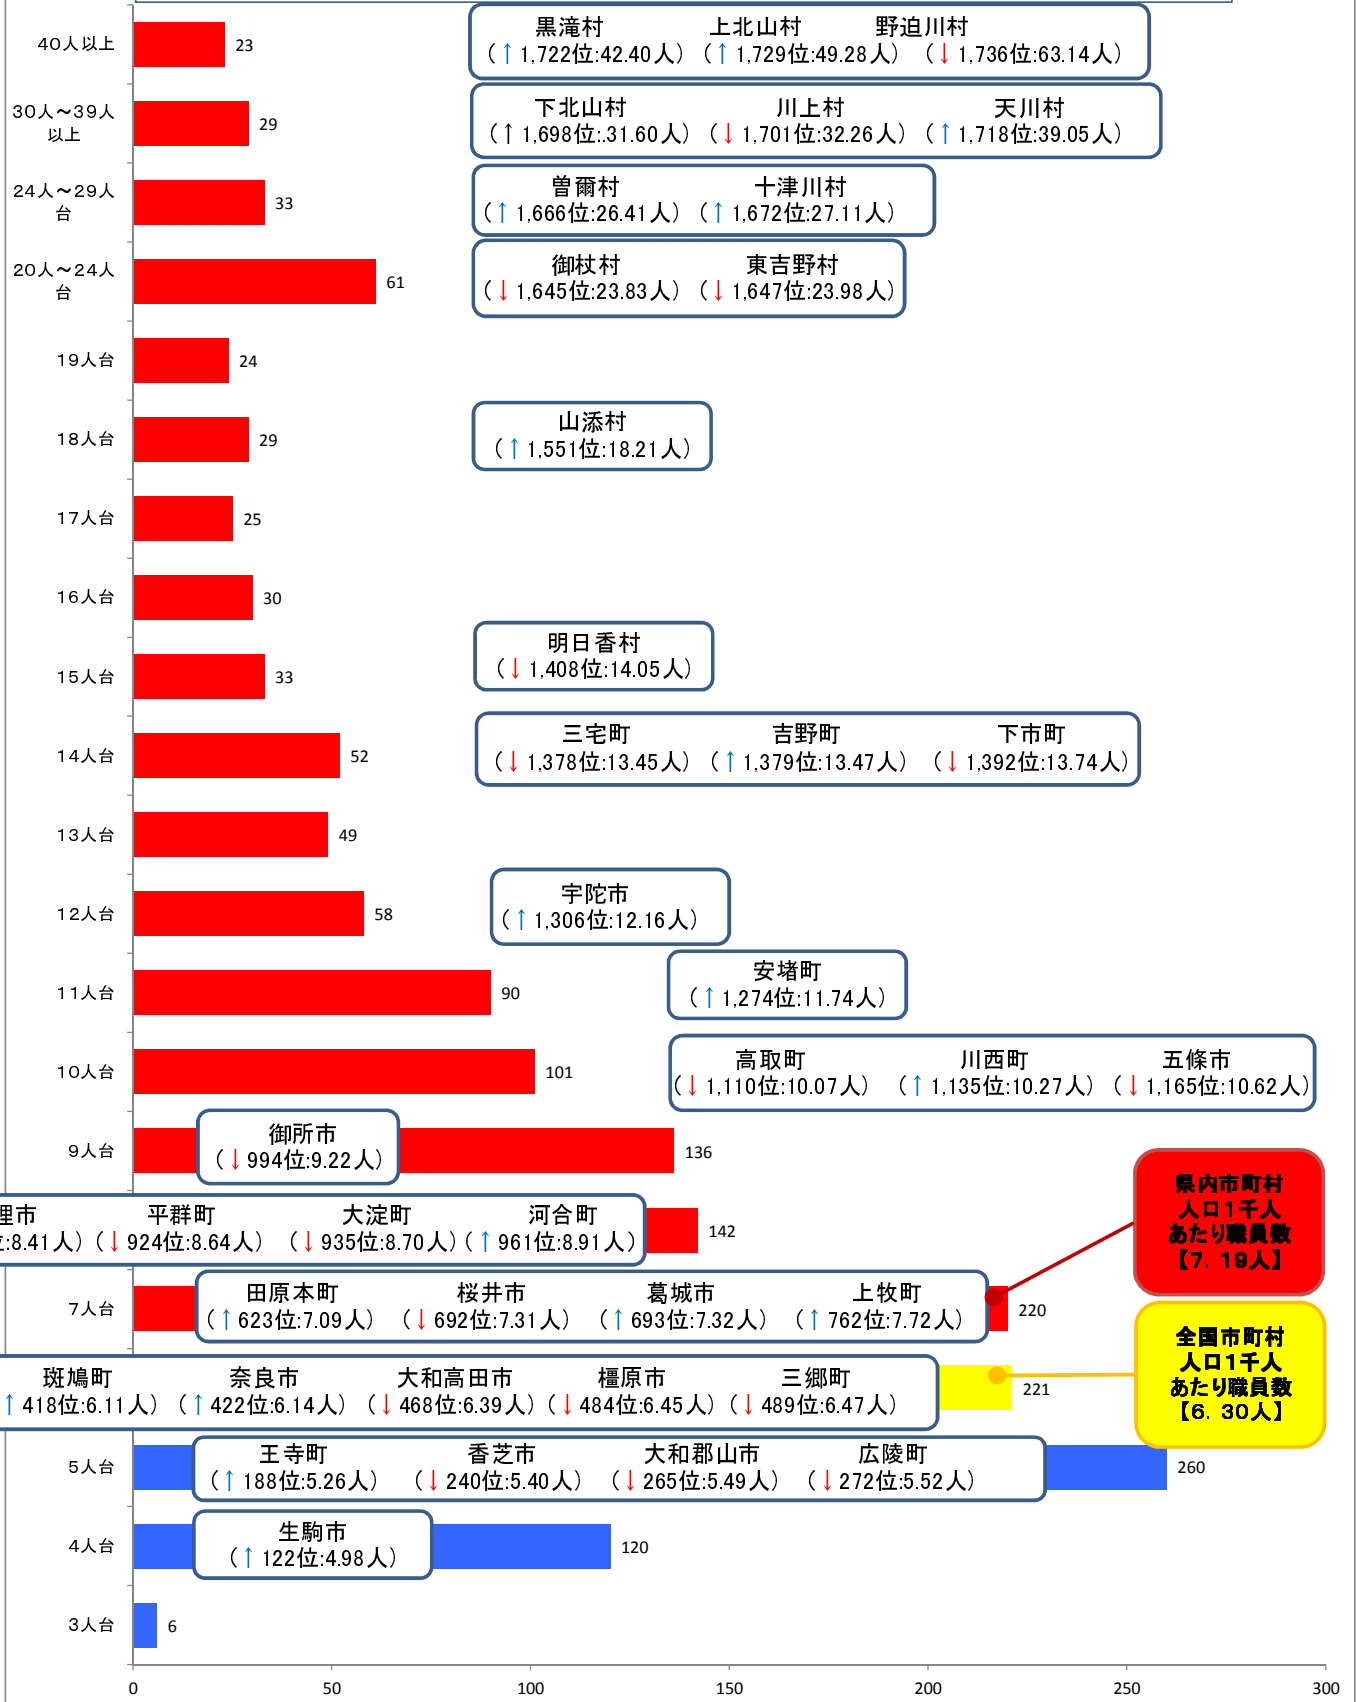 40人以上
23
黒滝村 上北山村 野迫川村
(↑1,722位:42.40人) (↑1,729位:49.28人) (↓1,736位:63.14人)
30人～39人
以上
29
下北山村 川上村 天川村
(↑1,698位:.31.60人) (↓1,701位:32.26人) (↑1,718位:39.05人)
24人～29人
台
33
曽爾村 十津川村
(↑1,666位:26.41人) (↑1,672位:27.11人)
20人～24人
台
61
御杖村 東吉野村
(↓1,645位:23.83人) (↓1,647位:23.98人)
19人台
24
18人台
29
山添村
(↑1,551位:18.21人)
17人台
25
16人台
30
15人台
33
明日香村
(↓1,408位:14.05人)
14人台
52
三宅町 吉野町 下市町
(↓1,378位:13.45人) (↑1,379位:13.47人) (↓1,392位:13.74人)
13人台
49
12人台
58
宇陀市
(↑1,306位:12.16人)
11人台
90
安堵町
(↑1,274位:11.74人)
10人台
101
高取町 川西町 五條市
(↓1,110位:10.07人) (↑1,135位:10.27人) (↓1,165位:10.62人)
9人台
136
御所市
(↓994位:9.22人)
理市 平群町 大淀町 河合町
位:8.41人) (↓924位:8.64人) (↓935位:8.70人) (↑961位:8.91人)
142
県内市町村
人口1千人
あたり職員数
【7.19人】
7人台
220
田原本町 桜井市 葛城市 上牧町
(↑623位:7.09人) (↓692位:7.31人) (↑693位:7.32人) (↑762位:7.72人)
全国市町村
人口1千人
あたり職員数
【6.30人】
斑鳩町 奈良市 大和高田市 橿原市 三郷町
↑418位:6.11人) (↑422位:6.14人) (↓468位:6.39人) (↓484位:6.45人) (↓489位:6.47人)
221
5人台
260
王寺町 香芝市 大和郡山市 広陵町
(↑188位:5.26人) (↓240位:5.40人) (↓265位:5.49人) (↓272位:5.52人)
4人台
120
生駒市
(↑122位:4.98人)
3人台
6
0 50 100 150 200 250 300